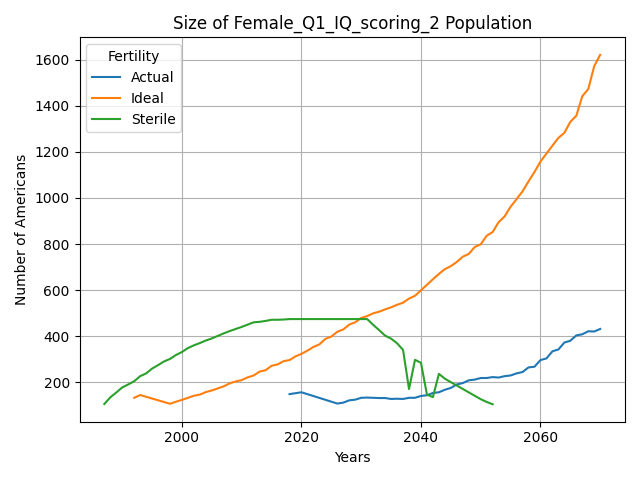 Size of Female_Q1_IQ_scoring_2 Population
Fertility
Actual
Ideal
Sterile
Number of Americans
1600
1400
1200
1000
800
600
400
200
2000
2020
2040
2060
Years